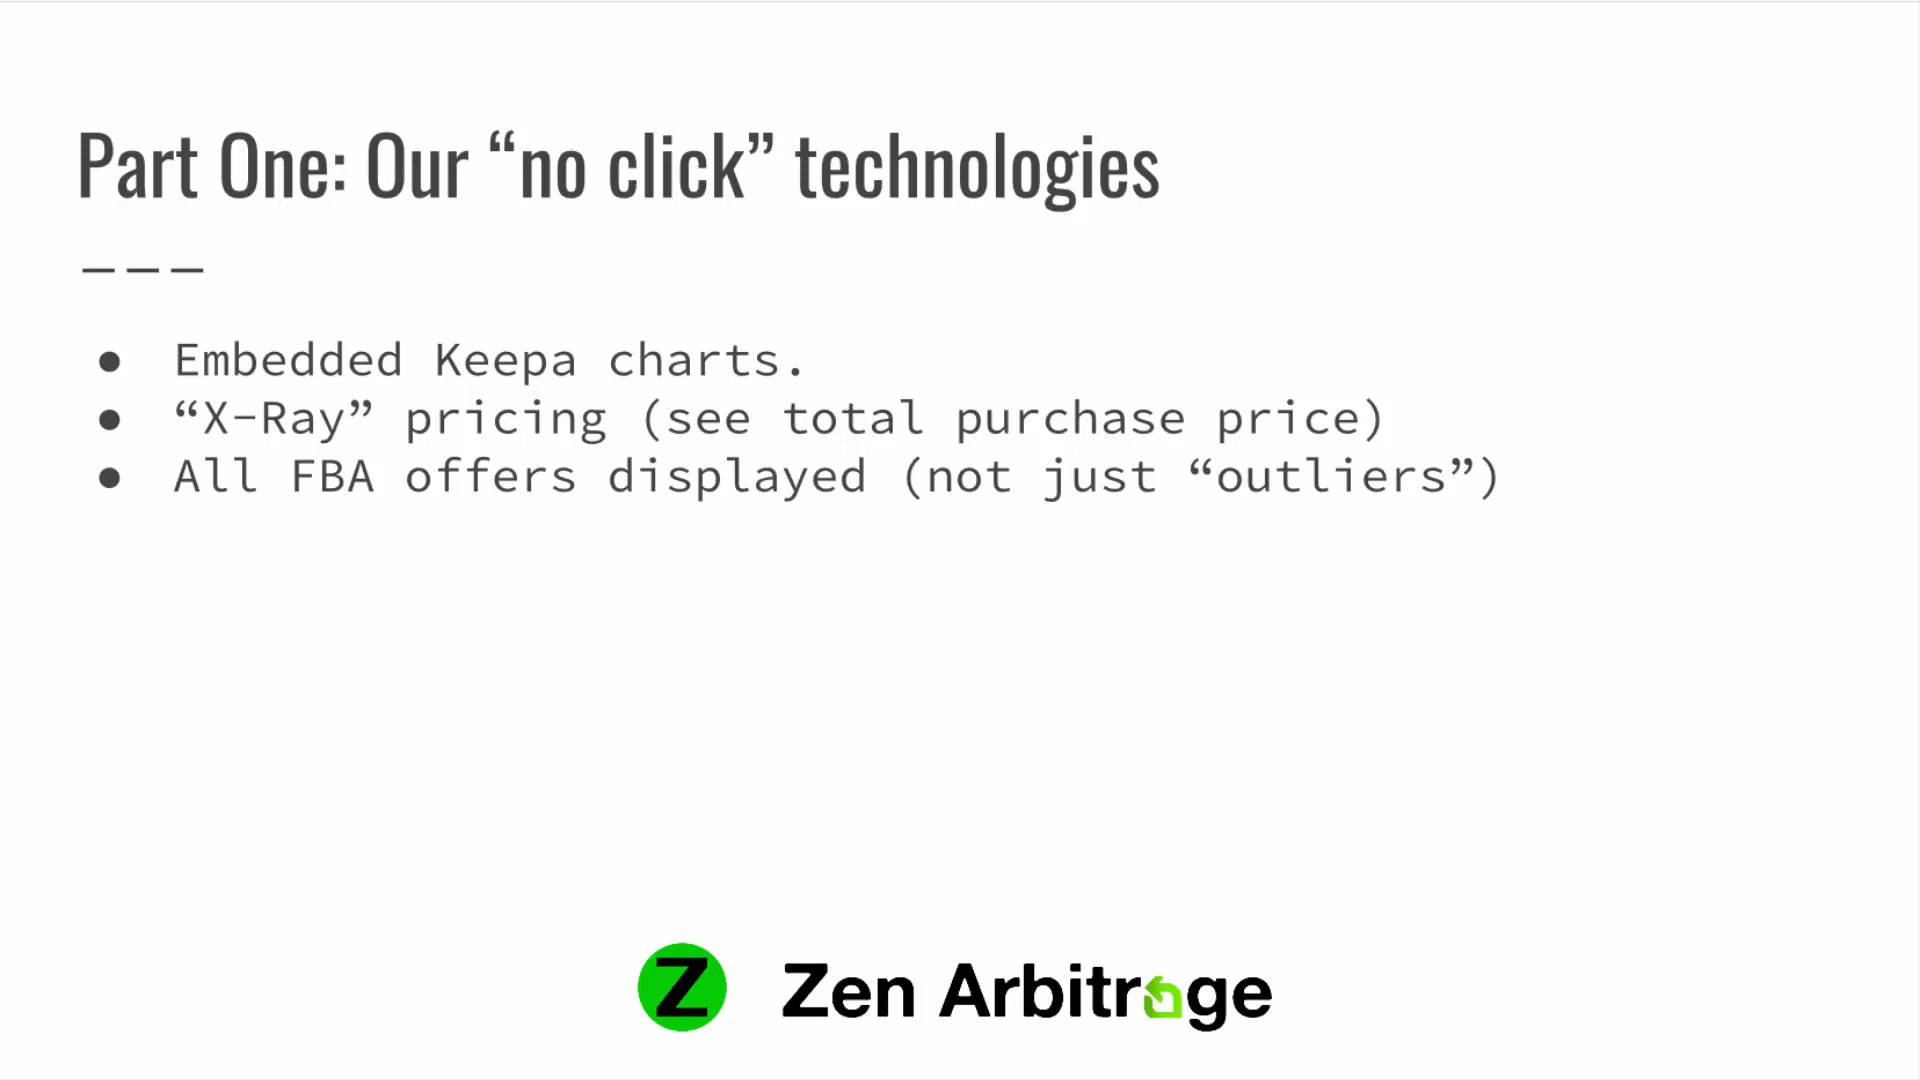 Part One: Our “no click” technologies
———
● Embedded Keepa charts.
● “X-Ray” pricing (see total purchase price)
● All FBA offers displayed (not just “outliers”)
Z Zen Arbitrage